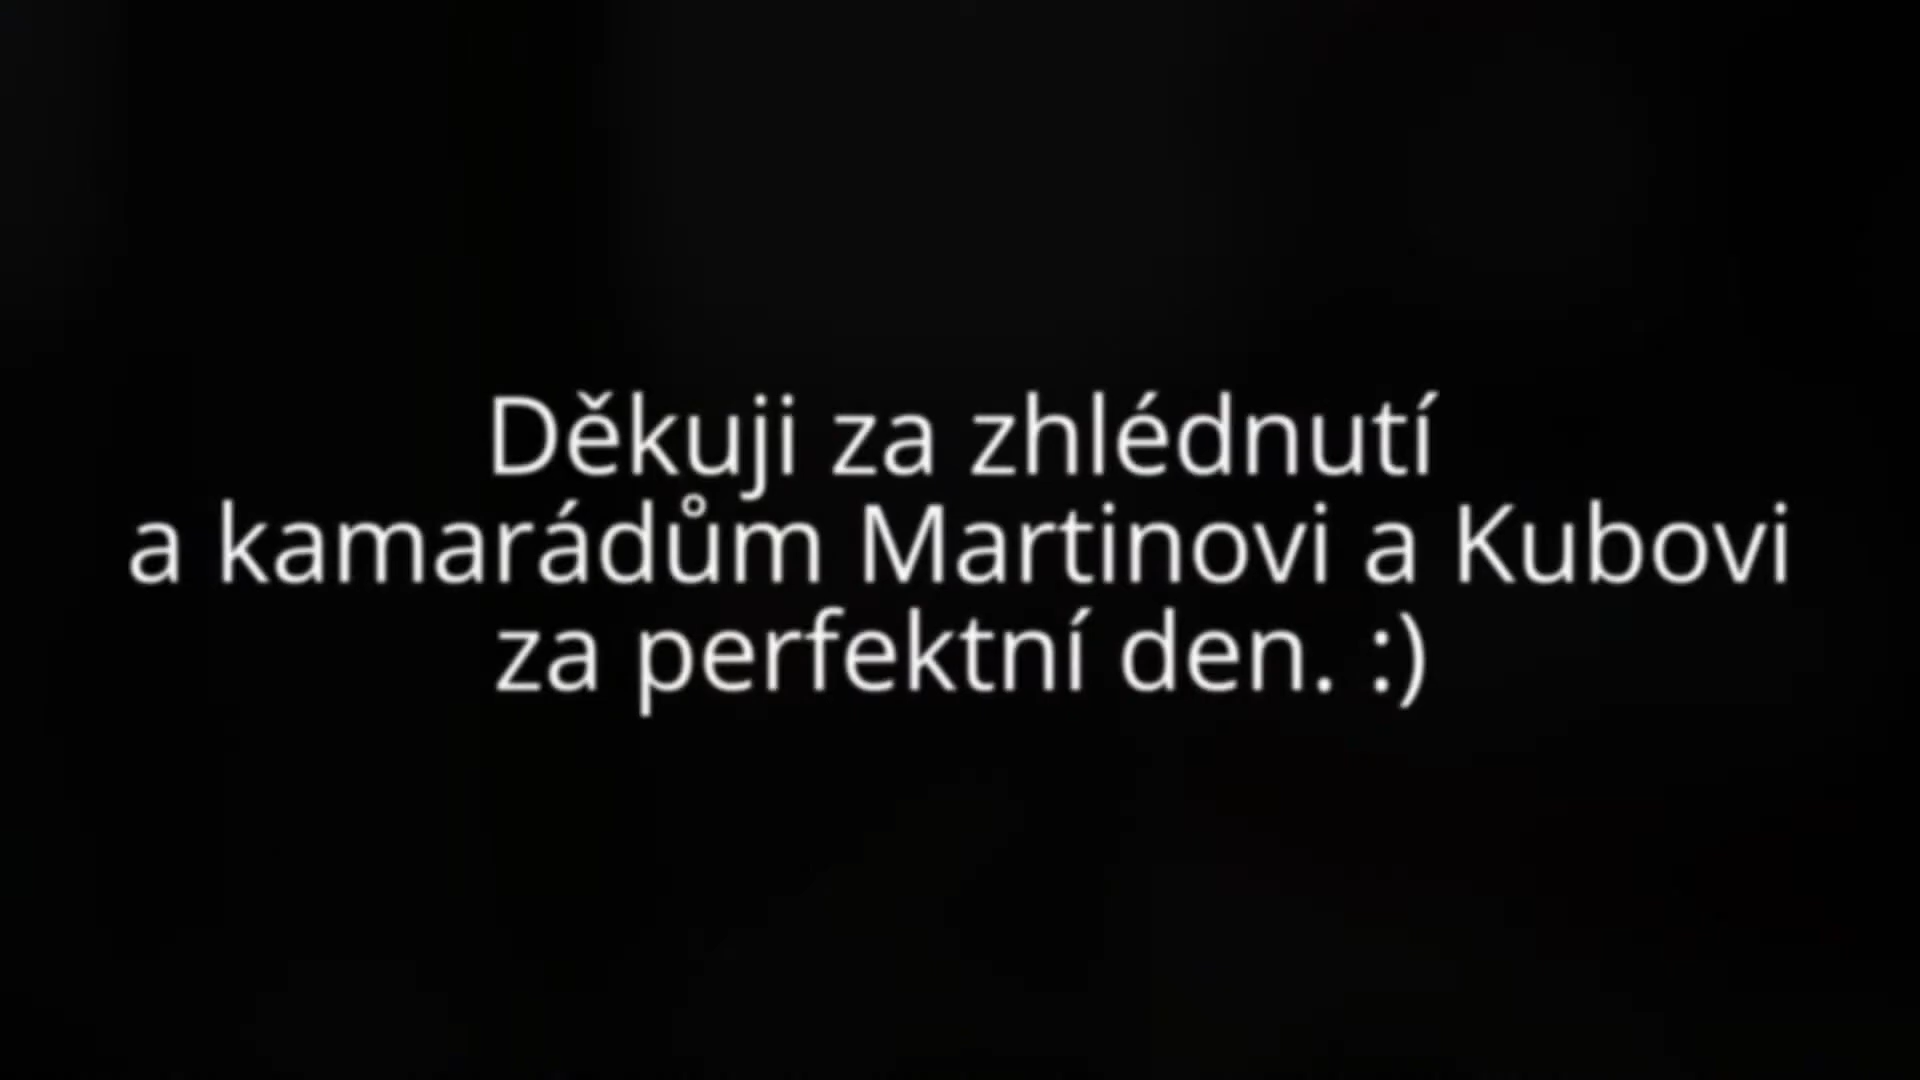 Děkuji za zhlédnutí
a kamarádům Martinovi a Kubovi
za perfektní den. :)